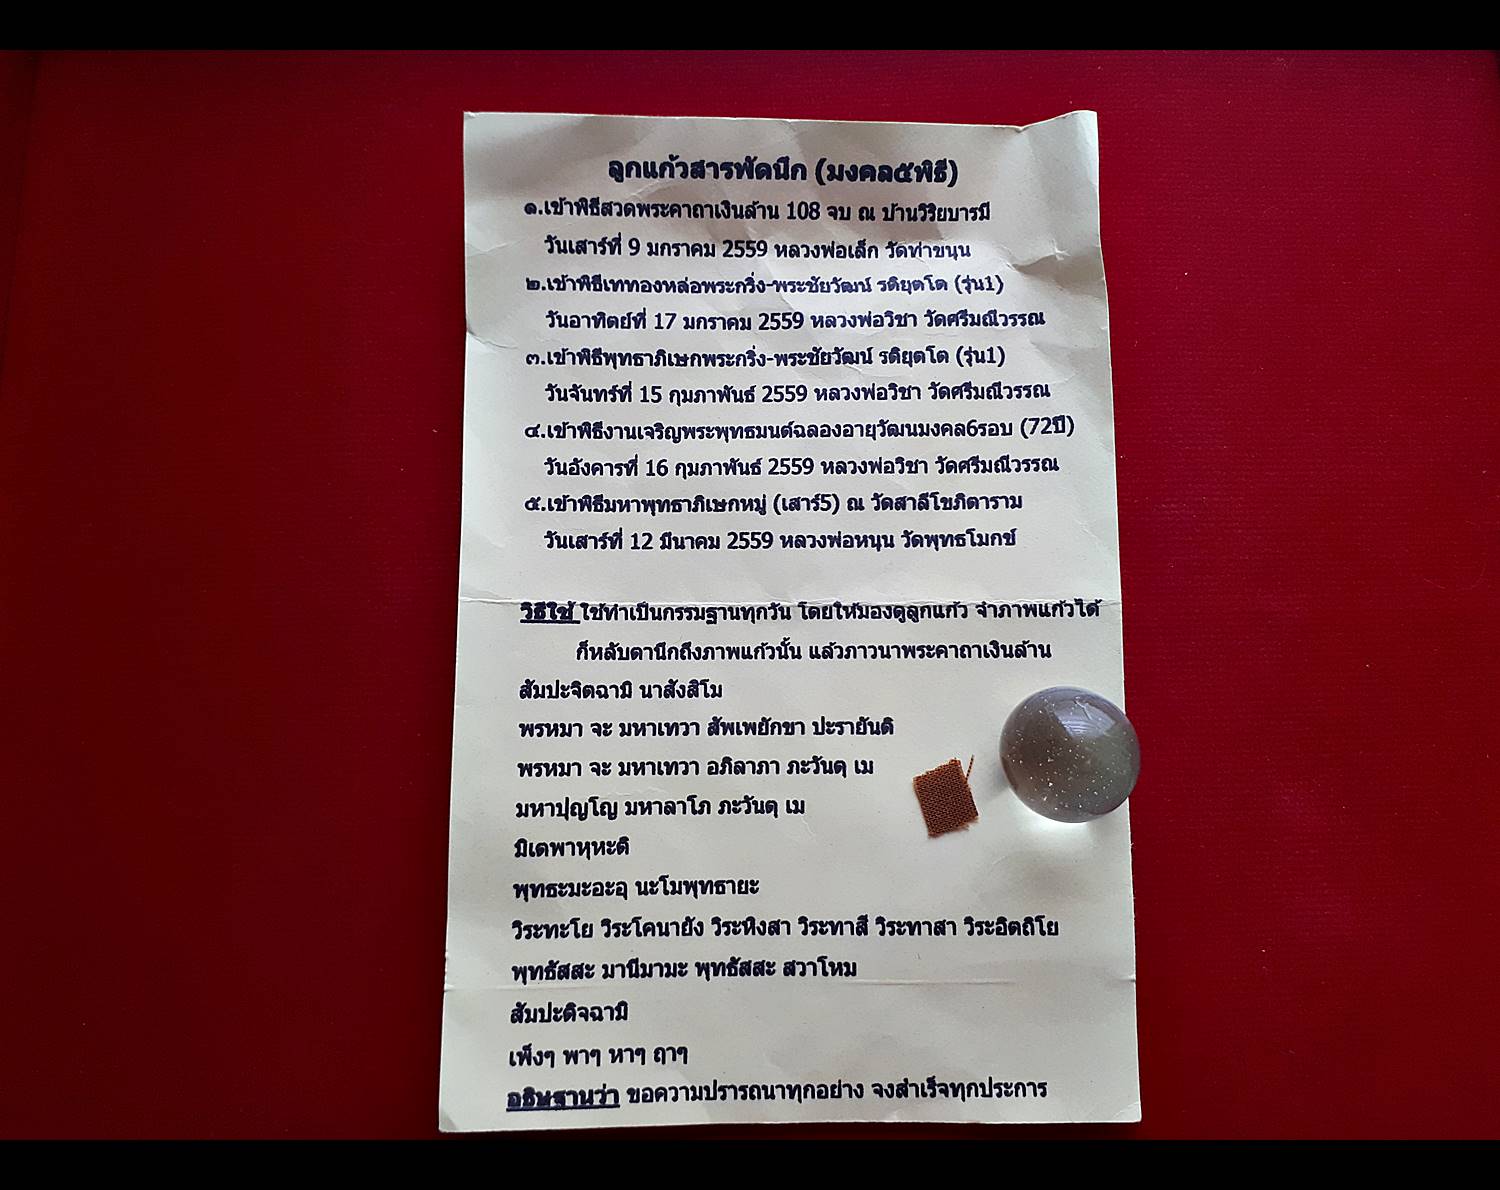 ลูกแก้วสารพัดนึก (มงคล๕พิธี)
๑.เข้าพิธีสวดพระคาถาเงินล้าน 108 จบ ณ บ้านวิริยบารมี
วันเสาร์ที่ 9 มกราคม 2559 หลวงพ่อเล็ก วัดท่าขนุน
๒.เข้าพิธีเททองหล่อพระกริ่ง-พระชัยวัฒน์ รติยุตโต (รุ่น1)
วันอาทิตย์ที่ 17 มกราคม 2559 หลวงพ่อวิชา วัดศรีมณีวรรณ
๓.เข้าพิธีพุทธาภิเษกพระกริ่ง-พระชัยวัฒน์ รติยุตโต (รุ่น1)
วันจันทร์ที่ 15 กุมภาพันธ์ 2559 หลวงพ่อวิชา วัดศรีมณีวรรณ
๔.เข้าพิธีงานเจริญพระพุทธมนต์ฉลองอายุวัฒนมงคล6รอบ (72ปี)
วันอังคารที่ 16 กุมภาพันธ์ 2559 หลวงพ่อวิชา วัดศรีมณีวรรณ
๕.เข้าพิธีมหาพุทธาภิเษกหมู่ (เสาร์5) ณ วัดสาลีโขภิตาราม
วันเสาร์ที่ 12 มีนาคม 2559 หลวงพ่อหนุน วัดพุทธโมกข์
วิธีใช้ ใช้ทำเป็นกรรมฐานทุกวัน โดยให้มองดูลูกแก้ว จำภาพแก้วได้
ก็หลับตานึกถึงภาพแก้วนั้น แล้วภาวนาพระคาถาเงินล้าน
สัมปะจิตฉามิ นาสังสิโม
พรหมา จะ มหาเทวา สัพเพยักขา ปะรายันติ
พรหมา จะ มหาเทวา อภิลาภา ภะวันตุ เม
มหาปุญโญ มหาลาโภ ภะวันตุ เม
มิเตพาหุหะติ
พุทธะมะอะอุ นะโมพุทธายะ
วิระทะโย วิระโคนายัง วิระหิงสา วิระทาสี วิระทาสา วิระอิตถิโย
พุทธัสสะ มานีมามะ พุทธัสสะ สวาโหม
สัมปะติจฉามิ
เพ็งๆ พาๆ หาๆ ฤาๆ
อธิษฐานว่า ขอความปรารถนาทุกอย่าง จงสำเร็จทุกประการ